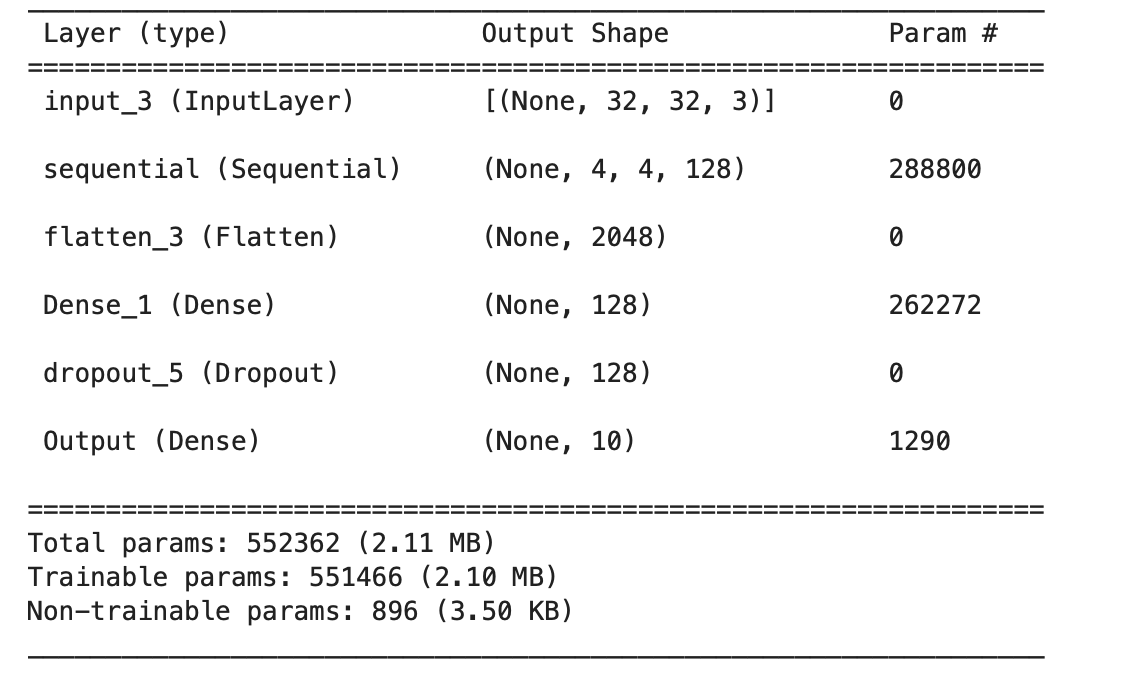 Layer (type) Output Shape Param #
=================================================================
input_3 (InputLayer) [(None, 32, 32, 3)] 0
sequential (Sequential) (None, 4, 4, 128) 288800
flatten_3 (Flatten) (None, 2048) 0
Dense_1 (Dense) (None, 128) 262272
dropout_5 (Dropout) (None, 128) 0
Output (Dense) (None, 10) 1290
=================================================================
Total params: 552362 (2.11 MB)
Trainable params: 551466 (2.10 MB)
Non-trainable params: 896 (3.50 KB)